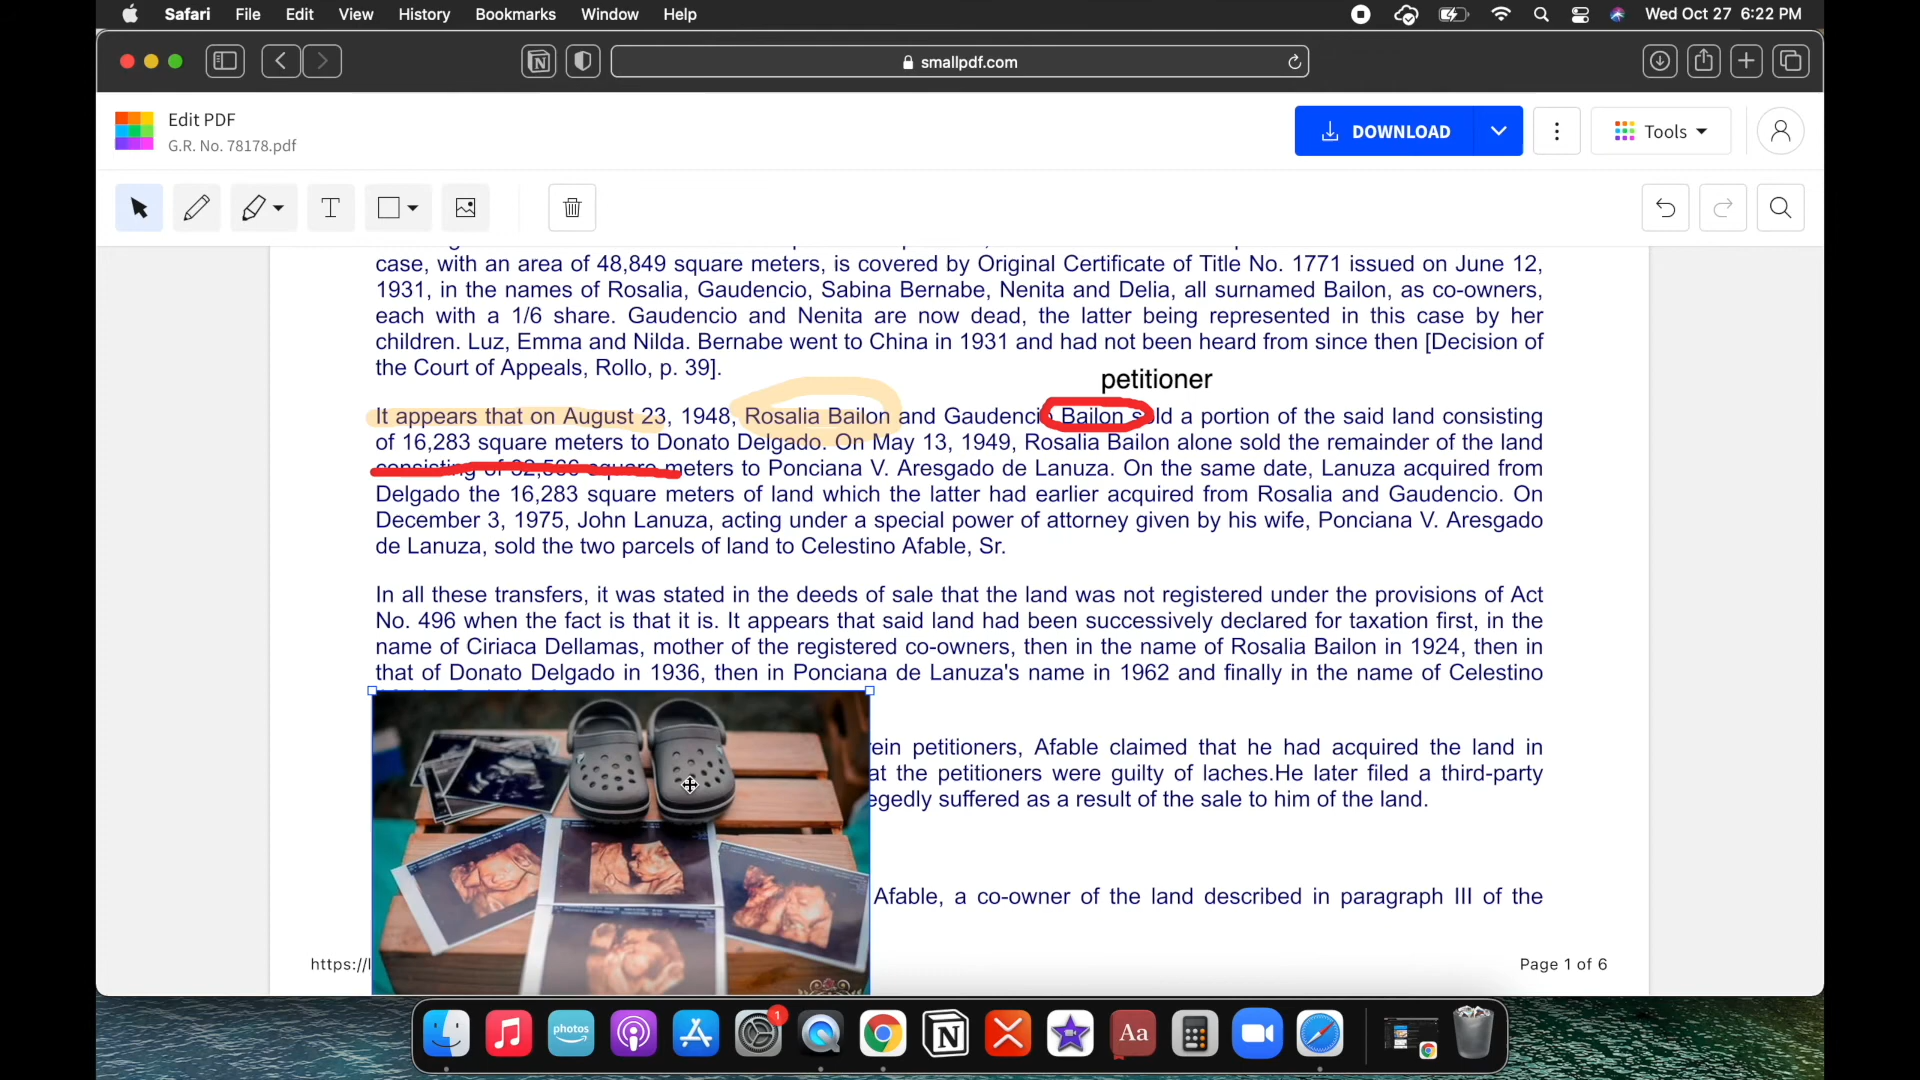 Safari File Edit View History Bookmarks Window Help Wed Oct 27 6:22 PM
smallpdf.com
Edit PDF
G.R. No. 78178.pdf
DOWNLOAD
Tools
case, with an area of 48,849 square meters, is covered by Original Certificate of Title No. 1771 issued on June 12,
1931, in the names of Rosalia, Gaudencio, Sabina Bernabe, Nenita and Delia, all surnamed Bailon, as co-owners,
each with a 1/6 share. Gaudencio and Nenita are now dead, the latter being represented in this case by her
children. Luz, Emma and Nilda. Bernabe went to China in 1931 and had not been heard from since then [Decision of
the Court of Appeals, Rollo, p. 39].
petitioner
It appears that on August 23, 1948, Rosalia Bailon and Gaudencio Bailon sold a portion of the said land consisting
of 16,283 square meters to Donato Delgado. On May 13, 1949, Rosalia Bailon alone sold the remainder of the land
consisting of 32,566 square meters to Ponciana V. Aresgado de Lanuza. On the same date, Lanuza acquired from
Delgado the 16,283 square meters of land which the latter had earlier acquired from Rosalia and Gaudencio. On
December 3, 1975, John Lanuza, acting under a special power of attorney given by his wife, Ponciana V. Aresgado
de Lanuza, sold the two parcels of land to Celestino Afable, Sr.
In all these transfers, it was stated in the deeds of sale that the land was not registered under the provisions of Act
No. 496 when the fact is that it is. It appears that said land had been successively declared for taxation first, in the
name of Ciriaca Dellamas, mother of the registered co-owners, then in the name of Rosalia Bailon in 1924, then in
that of Donato Delgado in 1936, then in Ponciana de Lanuza's name in 1962 and finally in the name of Celestino
rein petitioners, Afable claimed that he had acquired the land in
at the petitioners were guilty of laches.He later filed a third-party
egedly suffered as a result of the sale to him of the land.
Afable, a co-owner of the land described in paragraph III of the
https://l
Page 1 of 6
photos
1
Aa